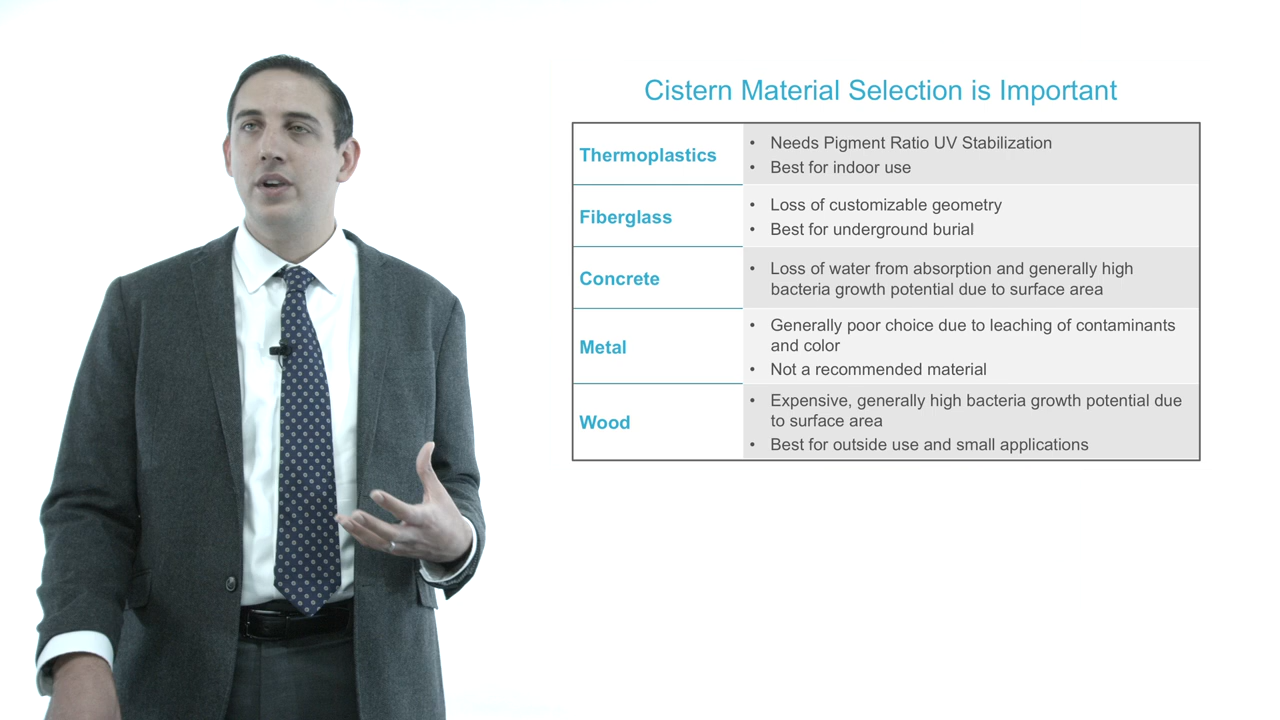 Cistern Material Selection is Important
Thermoplastics
• Needs Pigment Ratio UV Stabilization
• Best for indoor use
Fiberglass
• Loss of customizable geometry
• Best for underground burial
Concrete
• Loss of water from absorption and generally high
bacteria growth potential due to surface area
Metal
• Generally poor choice due to leaching of contaminants
and color
• Not a recommended material
Wood
• Expensive, generally high bacteria growth potential due
to surface area
• Best for outside use and small applications